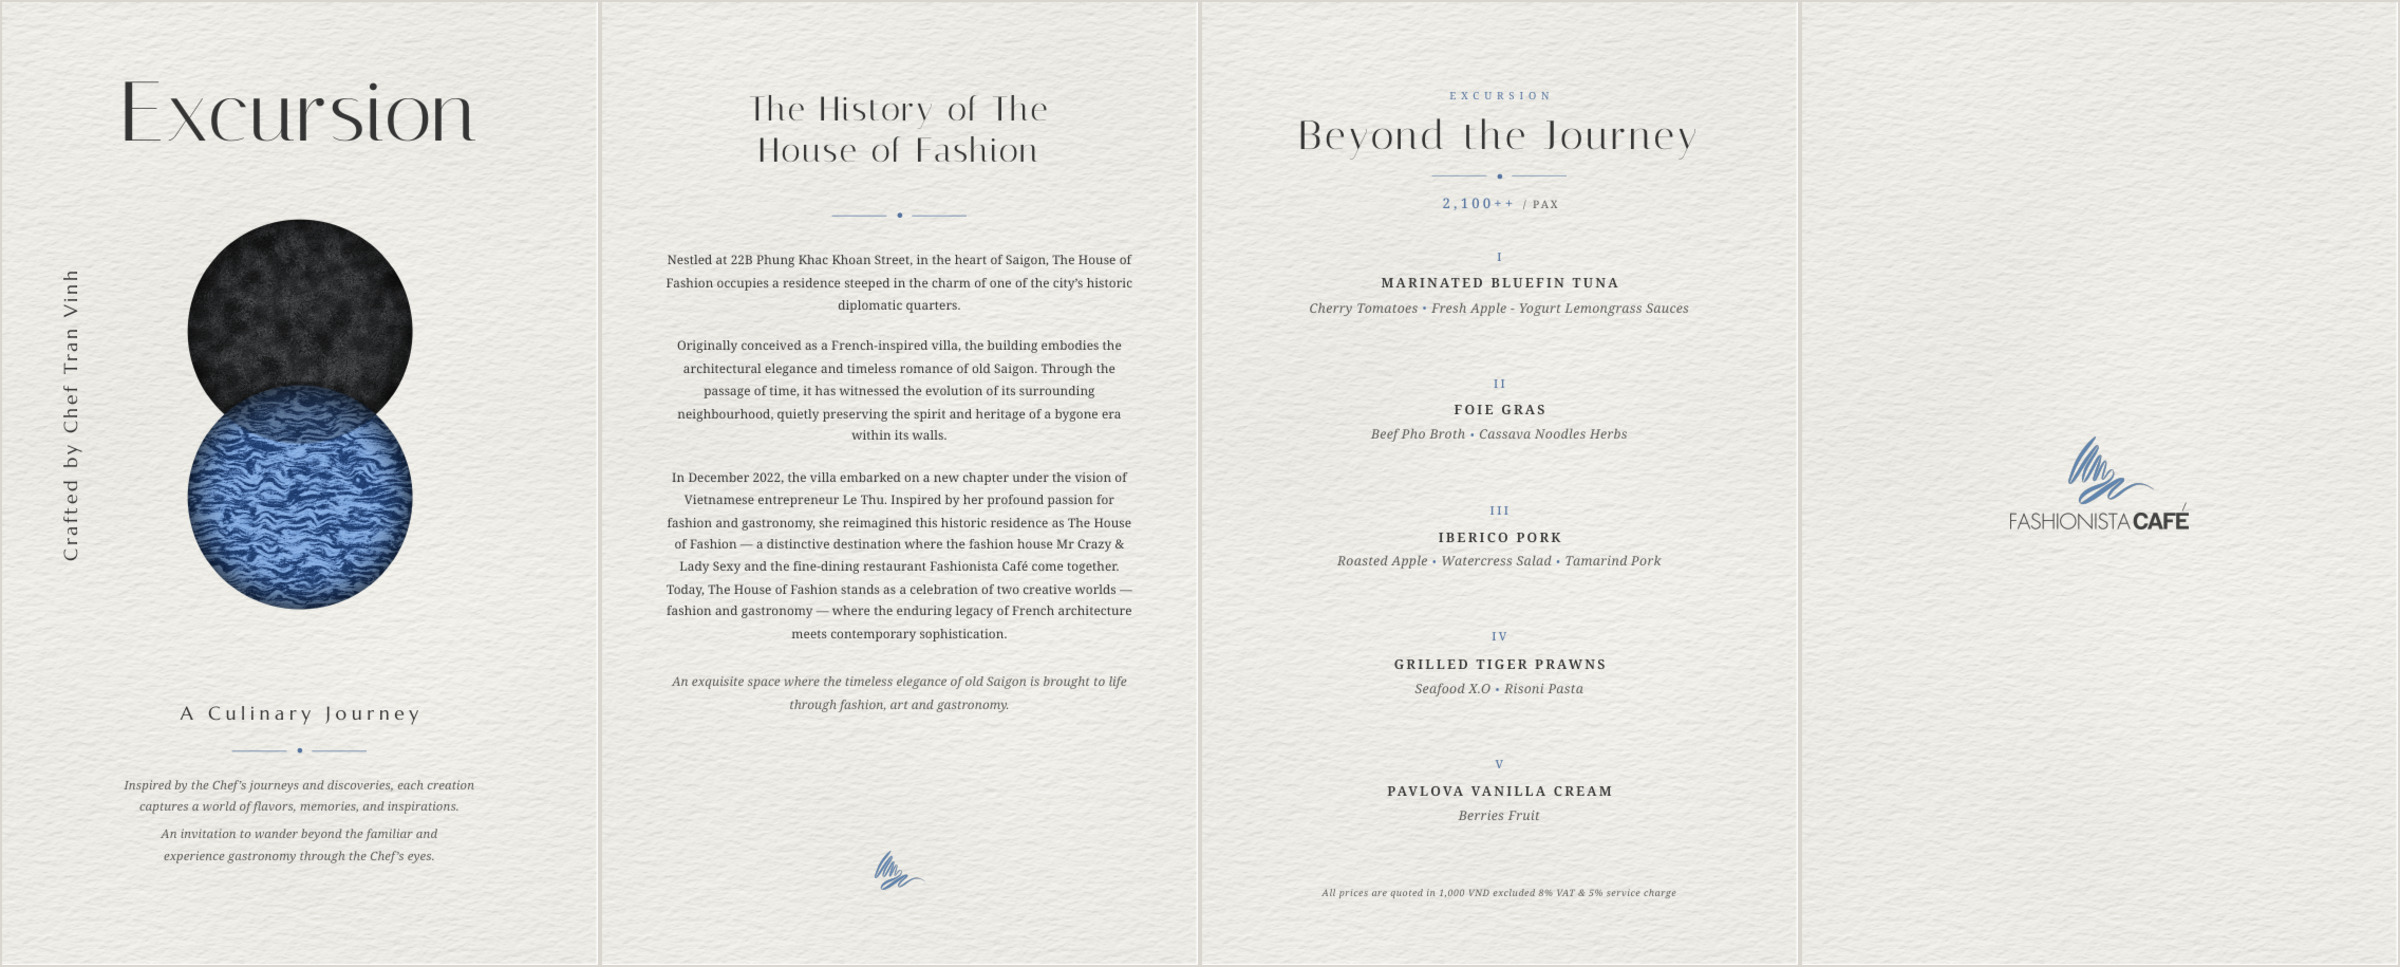 Excursion
Crafted by Chef Tran Vinh
A Culinary Journey
Inspired by the Chef's journeys and discoveries, each creation
captures a world of flavors, memories, and inspirations.
An invitation to wander beyond the familiar and
experience gastronomy through the Chef's eyes.
The History of The
House of Fashion
Nestled at 22B Phung Khac Khoan Street, in the heart of Saigon, The House of
Fashion occupies a residence steeped in the charm of one of the city's historic
diplomatic quarters.
Originally conceived as a French-inspired villa, the building embodies the
architectural elegance and timeless romance of old Saigon. Through the
passage of time, it has witnessed the evolution of its surrounding
neighbourhood, quietly preserving the spirit and heritage of a bygone era
within its walls.
In December 2022, the villa embarked on a new chapter under the vision of
Vietnamese entrepreneur Le Thu. Inspired by her profound passion for
fashion and gastronomy, she reimagined this historic residence as The House
of Fashion — a distinctive destination where the fashion house Mr Crazy &
Lady Sexy and the fine-dining restaurant Fashionista Café come together.
Today, The House of Fashion stands as a celebration of two creative worlds —
fashion and gastronomy — where the enduring legacy of French architecture
meets contemporary sophistication.
An exquisite space where the timeless elegance of old Saigon is brought to life
through fashion, art and gastronomy.
EXCURSION
Beyond the Journey
2,100++ / PAX
I
MARINATED BLUEFIN TUNA
Cherry Tomatoes • Fresh Apple - Yogurt Lemongrass Sauces
II
FOIE GRAS
Beef Pho Broth • Cassava Noodles Herbs
III
IBERICO PORK
Roasted Apple • Watercress Salad • Tamarind Pork
IV
GRILLED TIGER PRAWNS
Seafood X.O • Risoni Pasta
V
PAVLOVA VANILLA CREAM
Berries Fruit
All prices are quoted in 1,000 VND excluded 8% VAT & 5% service charge
FASHIONISTA CAFÉ